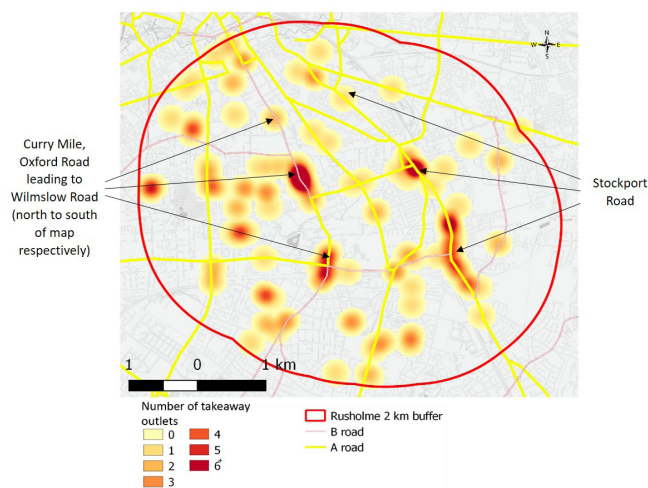 N
W E
S
Curry Mile,
Oxford Road
leading to
Wilmslow Road
(north to south
of map
respectively)
Stockport
Road
1 0 1 km
Number of takeaway
outlets
0
1
2
3
4
5
6+
Rusholme 2 km buffer
B road
A road